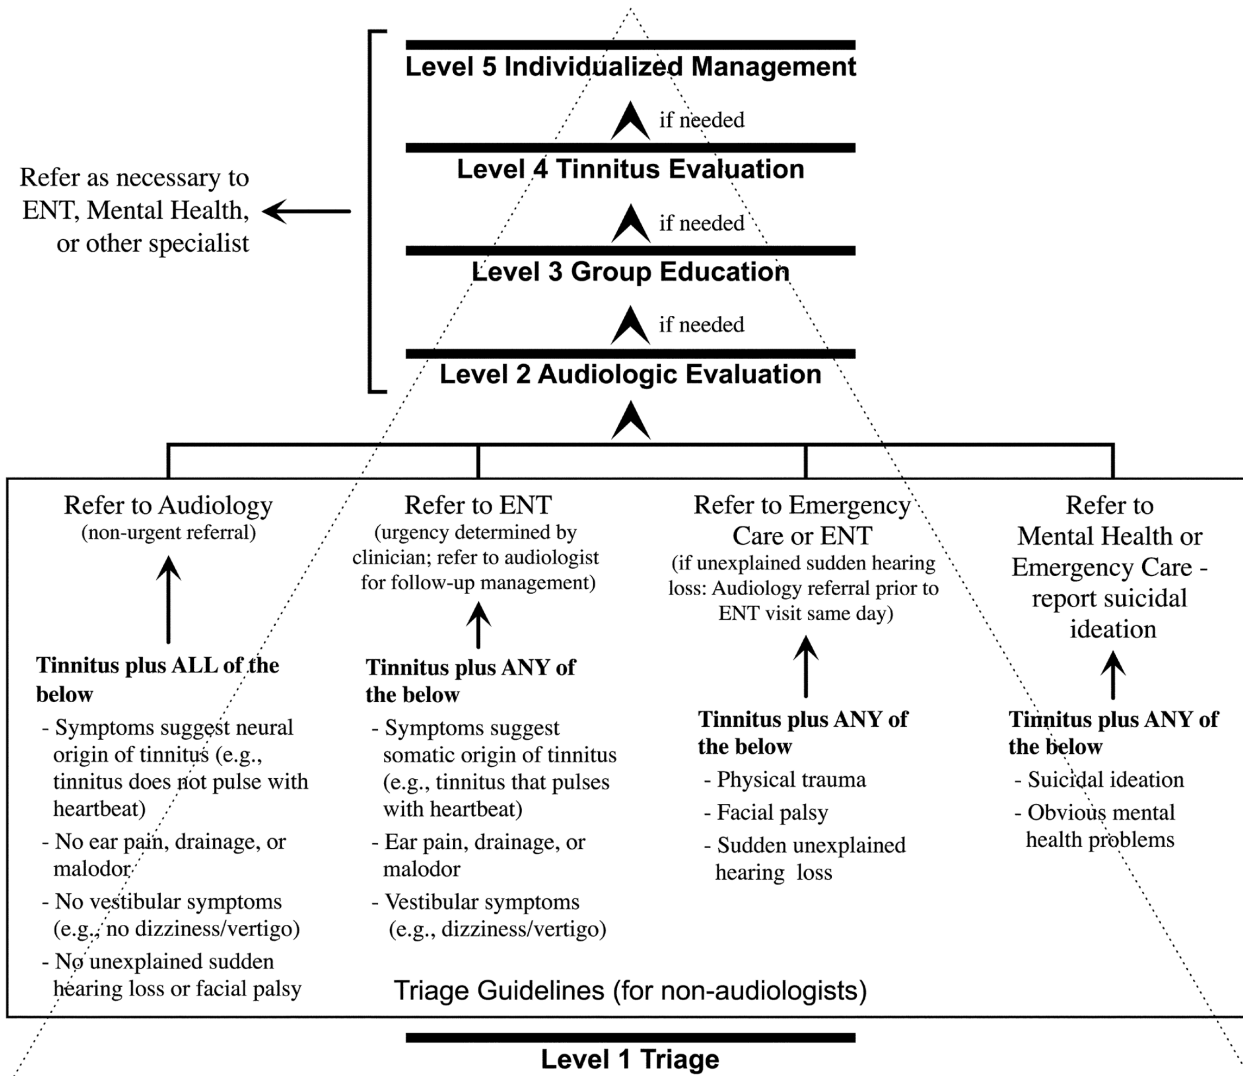 Level 5 Individualized Management
if needed
Level 4 Tinnitus Evaluation
if needed
Level 3 Group Education
if needed
Level 2 Audiologic Evaluation
Refer as necessary to
ENT, Mental Health,
or other specialist
Refer to Audiology
(non-urgent referral)
Tinnitus plus ALL of the
below
- Symptoms suggest neural
origin of tinnitus (e.g.,
tinnitus does not pulse with
heartbeat)
- No ear pain, drainage, or
malodor
- No vestibular symptoms
(e.g., no dizziness/vertigo)
- No unexplained sudden
hearing loss or facial palsy
Refer to ENT
(urgency determined by
clinician; refer to audiologist
for follow-up management)
Tinnitus plus ANY of
the below
- Symptoms suggest
somatic origin of tinnitus
(e.g., tinnitus that pulses
with heartbeat)
- Ear pain, drainage, or
malodor
- Vestibular symptoms
(e.g., dizziness/vertigo)
Refer to Emergency
Care or ENT
(if unexplained sudden hearing
loss: Audiology referral prior to
ENT visit same day)
Tinnitus plus ANY of
the below
- Physical trauma
- Facial palsy
- Sudden unexplained
hearing loss
Refer to
Mental Health or
Emergency Care -
report suicidal
ideation
Tinnitus plus ANY of
the below
- Suicidal ideation
- Obvious mental
health problems
Triage Guidelines (for non-audiologists)
Level 1 Triage